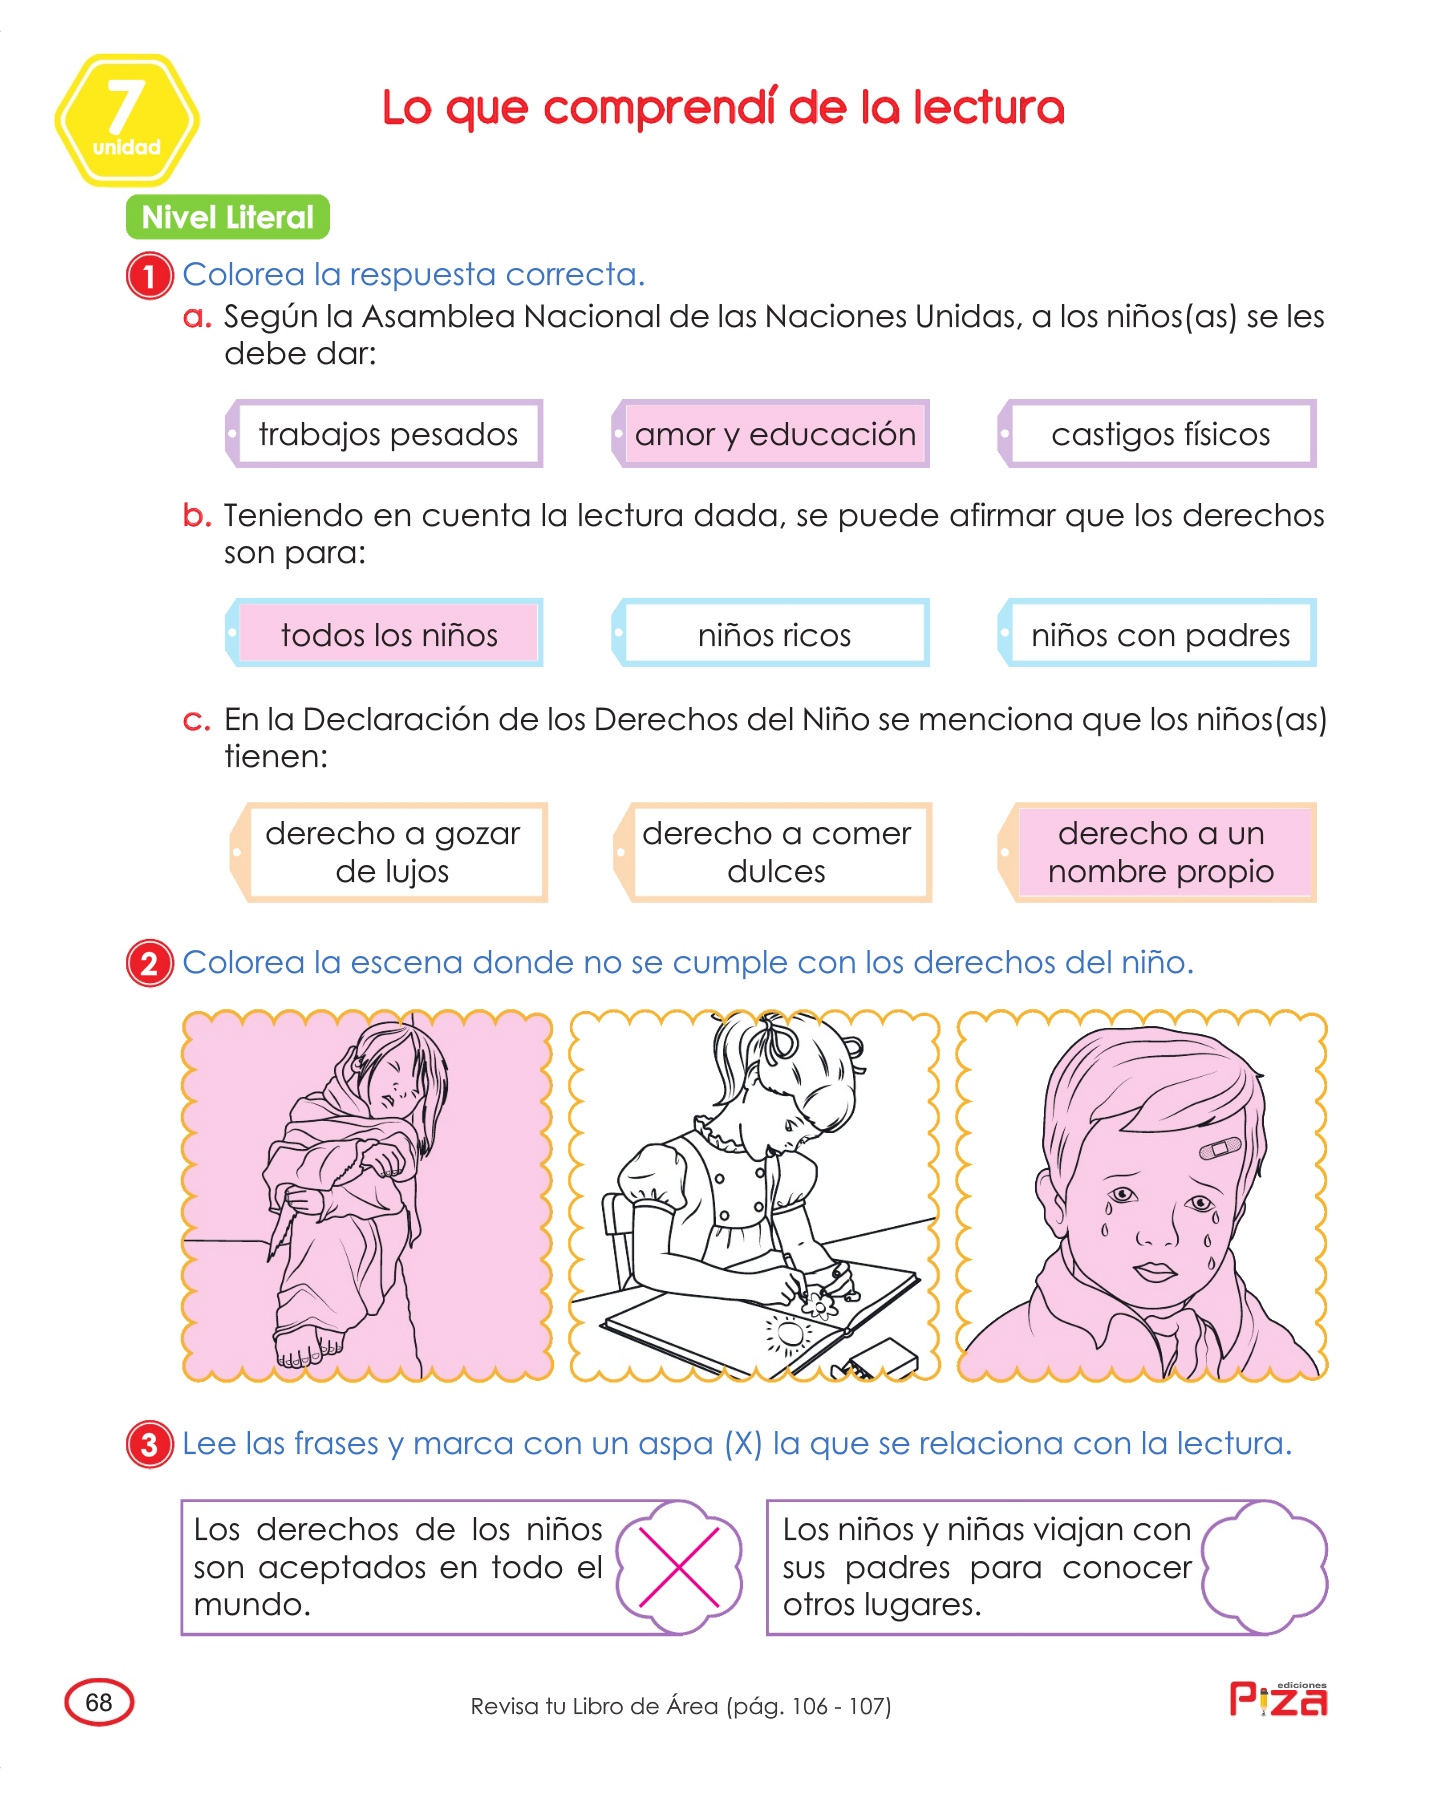 7
unidad
Lo que comprendí de la lectura
Nivel Literal
1 Colorea la respuesta correcta.
a. Según la Asamblea Nacional de las Naciones Unidas, a los niños(as) se les
debe dar:
trabajos pesados
amor y educación
castigos físicos
b. Teniendo en cuenta la lectura dada, se puede afirmar que los derechos
son para:
todos los niños
niños ricos
niños con padres
c. En la Declaración de los Derechos del Niño se menciona que los niños(as)
tienen:
derecho a gozar
de lujos
derecho a comer
dulces
derecho a un
nombre propio
2 Colorea la escena donde no se cumple con los derechos del niño.
3 Lee las frases y marca con un aspa (X) la que se relaciona con la lectura.
Los derechos de los niños
son aceptados en todo el
mundo.
Los niños y niñas viajan con
sus padres para conocer
otros lugares.
68
Revisa tu Libro de Área (pág. 106 - 107)
ediciones
Piza